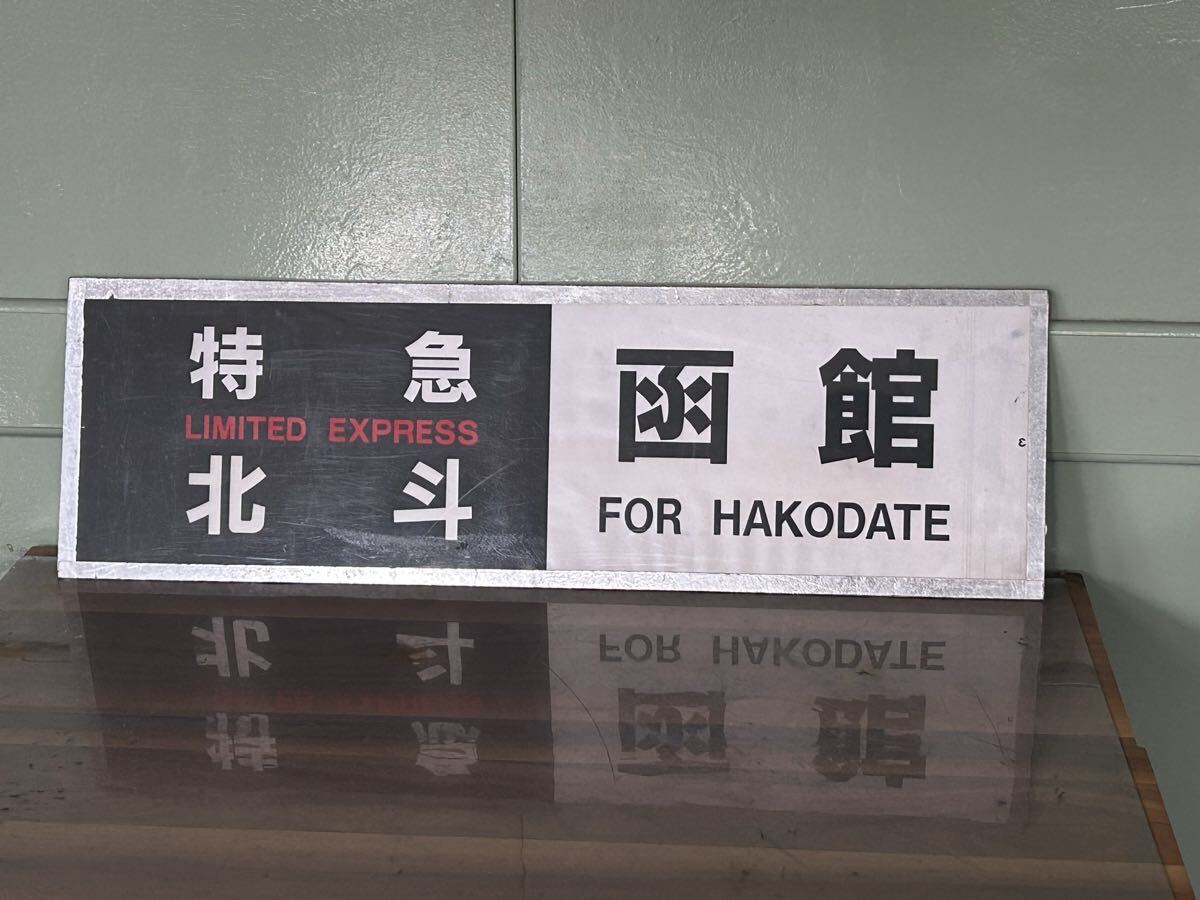 特急
LIMITED EXPRESS
北斗
函館
FOR HAKODATE